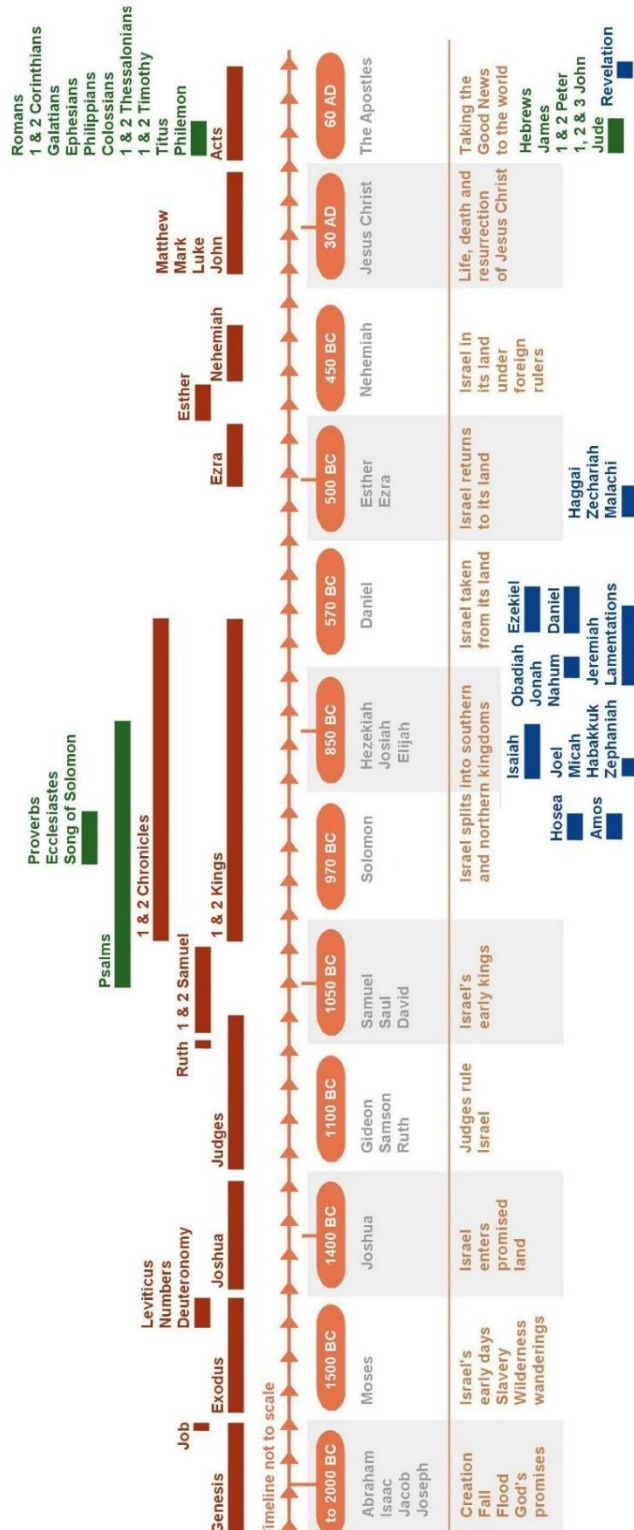 Proverbs
Ecclesiastes
Song of Solomon
Romans
1 & 2 Corinthians
Galatians
Ephesians
Philippians
Colossians
1 & 2 Thessalonians
1 & 2 Timothy
Titus
Philemon
Psalms
Leviticus
Numbers
Deuteronomy
1 & 2 Chronicles
Matthew
Mark
Luke
John
Job
Ruth
1 & 2 Samuel
Esther
Genesis
Exodus
Joshua
Judges
1 & 2 Kings
Ezra
Nehemiah
Acts
Timeline not to scale
to 2000 BC
1500 BC
1400 BC
1100 BC
1050 BC
970 BC
850 BC
570 BC
500 BC
450 BC
30 AD
60 AD
Abraham
Isaac
Jacob
Joseph
Moses
Joshua
Gideon
Samson
Ruth
Samuel
Saul
David
Solomon
Hezekiah
Josiah
Elijah
Daniel
Esther
Ezra
Nehemiah
Jesus Christ
The Apostles
Creation
Fall
Flood
God's
promises
Israel's
early days
Slavery
Wilderness
wanderings
Israel
enters
promised
land
Judges rule
Israel
Israel's
early kings
Israel splits into southern
and northern kingdoms
Israel taken
from its land
Israel returns
to its land
Israel in
its land
under
foreign
rulers
Life, death and
resurrection
of Jesus Christ
Taking the
Good News
to the world
Hosea
Amos
Isaiah
Joel
Micah
Habakkuk
Zephaniah
Obadiah
Jonah
Nahum
Jeremiah
Lamentations
Ezekiel
Daniel
Haggai
Zechariah
Malachi
Hebrews
James
1 & 2 Peter
1, 2 & 3 John
Jude
Revelation